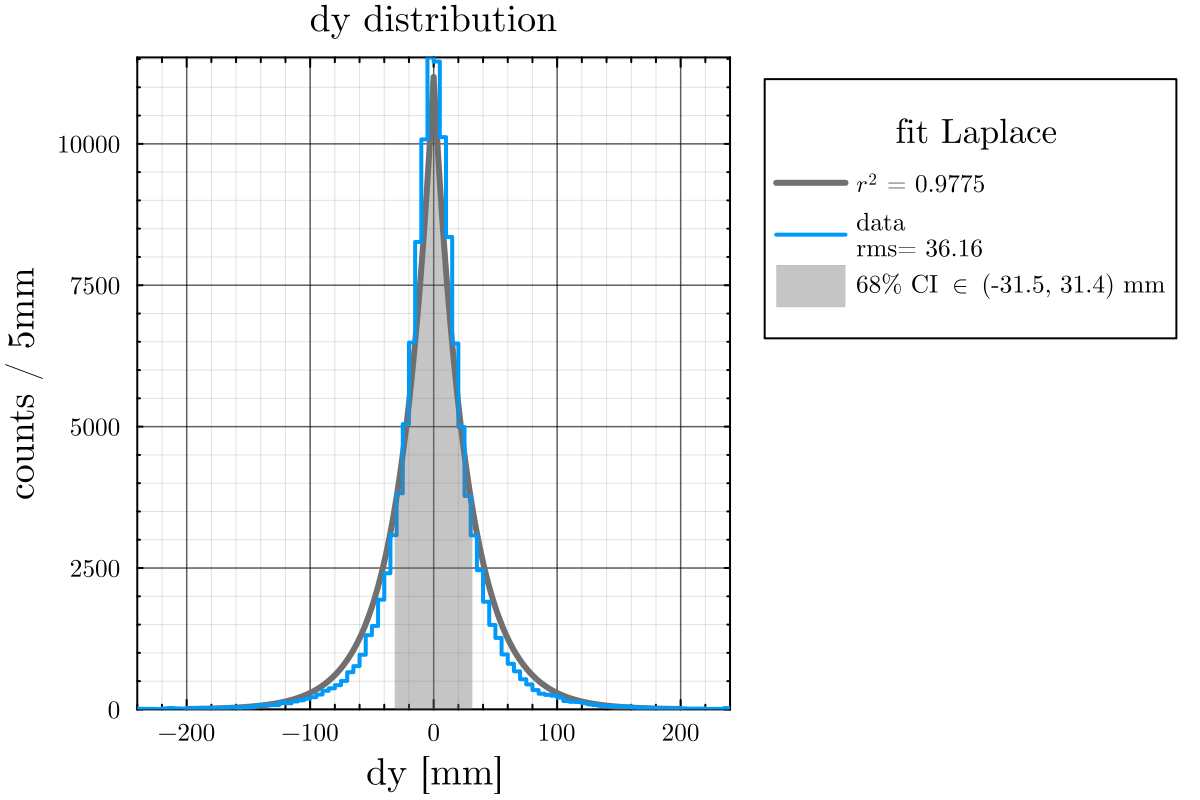 dy distribution
counts / 5mm
10000
7500
5000
2500
0
−200
−100
0
100
200
dy [mm]
fit Laplace
r² = 0.9775
data
rms= 36.16
68% CI ∈ (-31.5, 31.4) mm